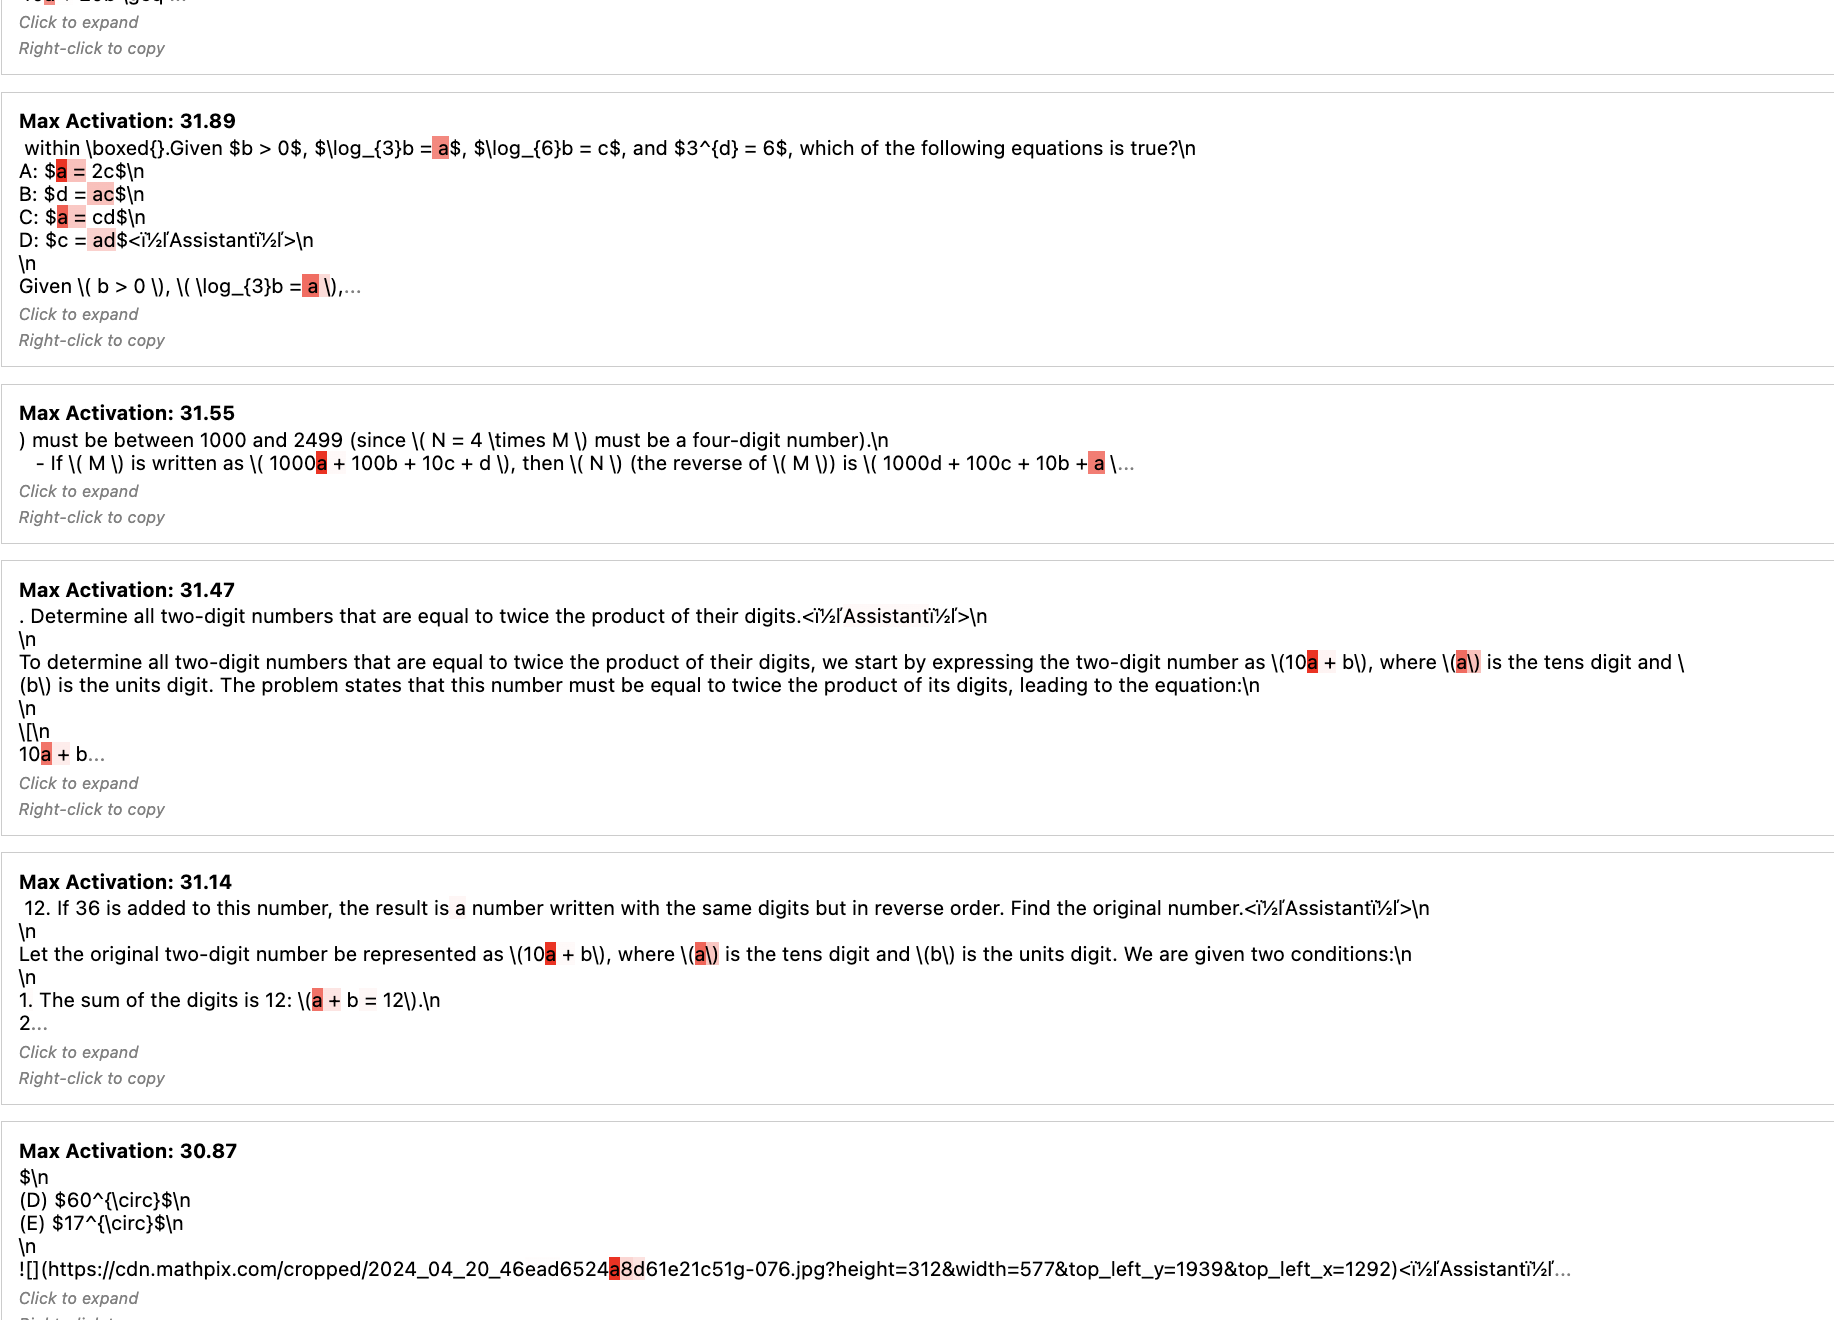 Click to expand
Right-click to copy
Max Activation: 31.89
within \boxed{}.Given $b > 0$, $\log_{3}b = a$, $\log_{6}b = c$, and $3^{d} = 6$, which of the following equations is true?\n
A: $a = 2c$\n
B: $d = ac$\n
C: $a = cd$\n
D: $c = ad$<ï½ľAssistantï½ľ>\n
\n
Given \( b > 0 \), \( \log_{3}b = a \),...
Click to expand
Right-click to copy
Max Activation: 31.55
) must be between 1000 and 2499 (since \( N = 4 \times M \) must be a four-digit number).\n
- If \( M \) is written as \( 1000a + 100b + 10c + d \), then \( N \) (the reverse of \( M \)) is \( 1000d + 100c + 10b + a \...
Click to expand
Right-click to copy
Max Activation: 31.47
. Determine all two-digit numbers that are equal to twice the product of their digits.<ï½ľAssistantï½ľ>\n
\n
To determine all two-digit numbers that are equal to twice the product of their digits, we start by expressing the two-digit number as \(10a + b\), where \(a\) is the tens digit and \
(b\) is the units digit. The problem states that this number must be equal to twice the product of its digits, leading to the equation:\n
\n
\[\n
10a + b...
Click to expand
Right-click to copy
Max Activation: 31.14
12. If 36 is added to this number, the result is a number written with the same digits but in reverse order. Find the original number.<ï½ľAssistantï½ľ>\n
\n
Let the original two-digit number be represented as \(10a + b\), where \(a\) is the tens digit and \(b\) is the units digit. We are given two conditions:\n
\n
1. The sum of the digits is 12: \(a + b = 12\).\n
2...
Click to expand
Right-click to copy
Max Activation: 30.87
$\n
(D) $60^{\circ}$\n
(E) $17^{\circ}$\n
\n
![](https://cdn.mathpix.com/cropped/2024_04_20_46ead6524a8d61e21c51g-076.jpg?height=312&width=577&top_left_y=1939&top_left_x=1292)<ï½ľAssistantï½ľ...
Click to expand